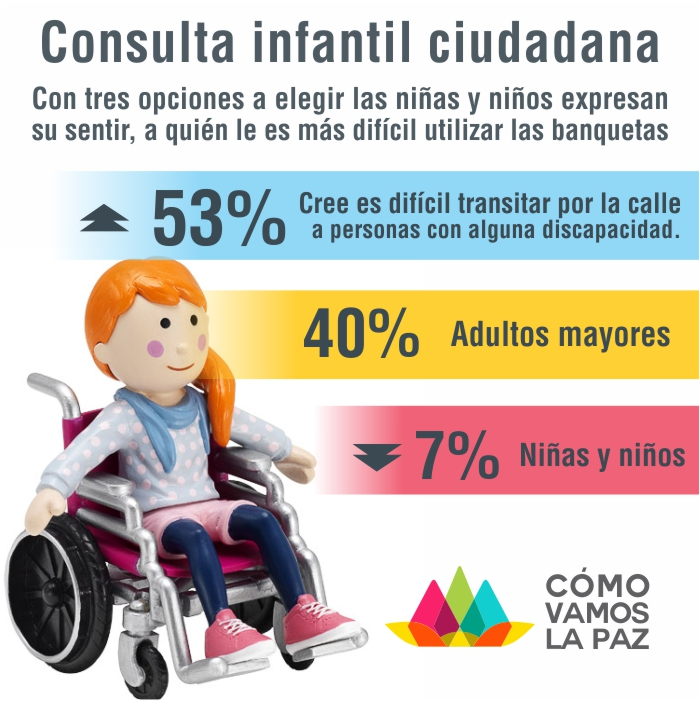 Consulta infantil ciudadana
Con tres opciones a elegir las niñas y niños expresan
su sentir, a quién le es más difícil utilizar las banquetas
53%
Cree es difícil transitar por la calle
a personas con alguna discapacidad.
40%
Adultos mayores
7%
Niñas y niños
CÓMO
VAMOS
LA PAZ